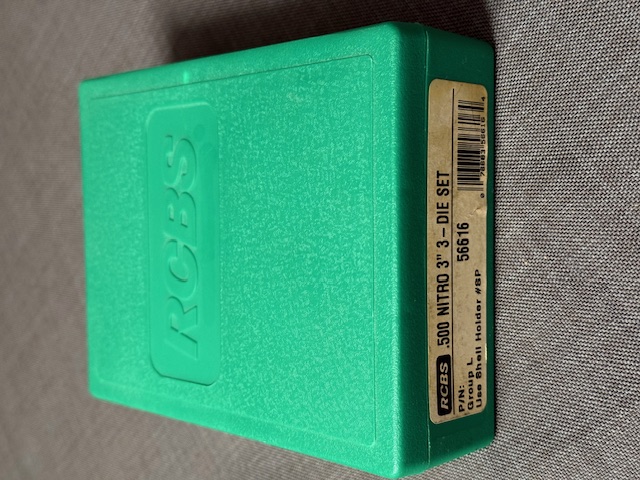 RCBS
RCBS .500 NITRO 3" 3-DIE SET
P/N: 56616
Group L
Use Shell Holder #8P